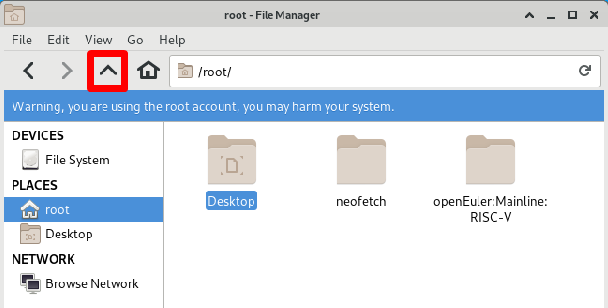 root - File Manager
File Edit View Go Help
/root/
Warning, you are using the root account, you may harm your system.
DEVICES
File System
PLACES
root
Desktop
NETWORK
Browse Network
Desktop
neofetch
openEuler:Mainline:
RISC-V